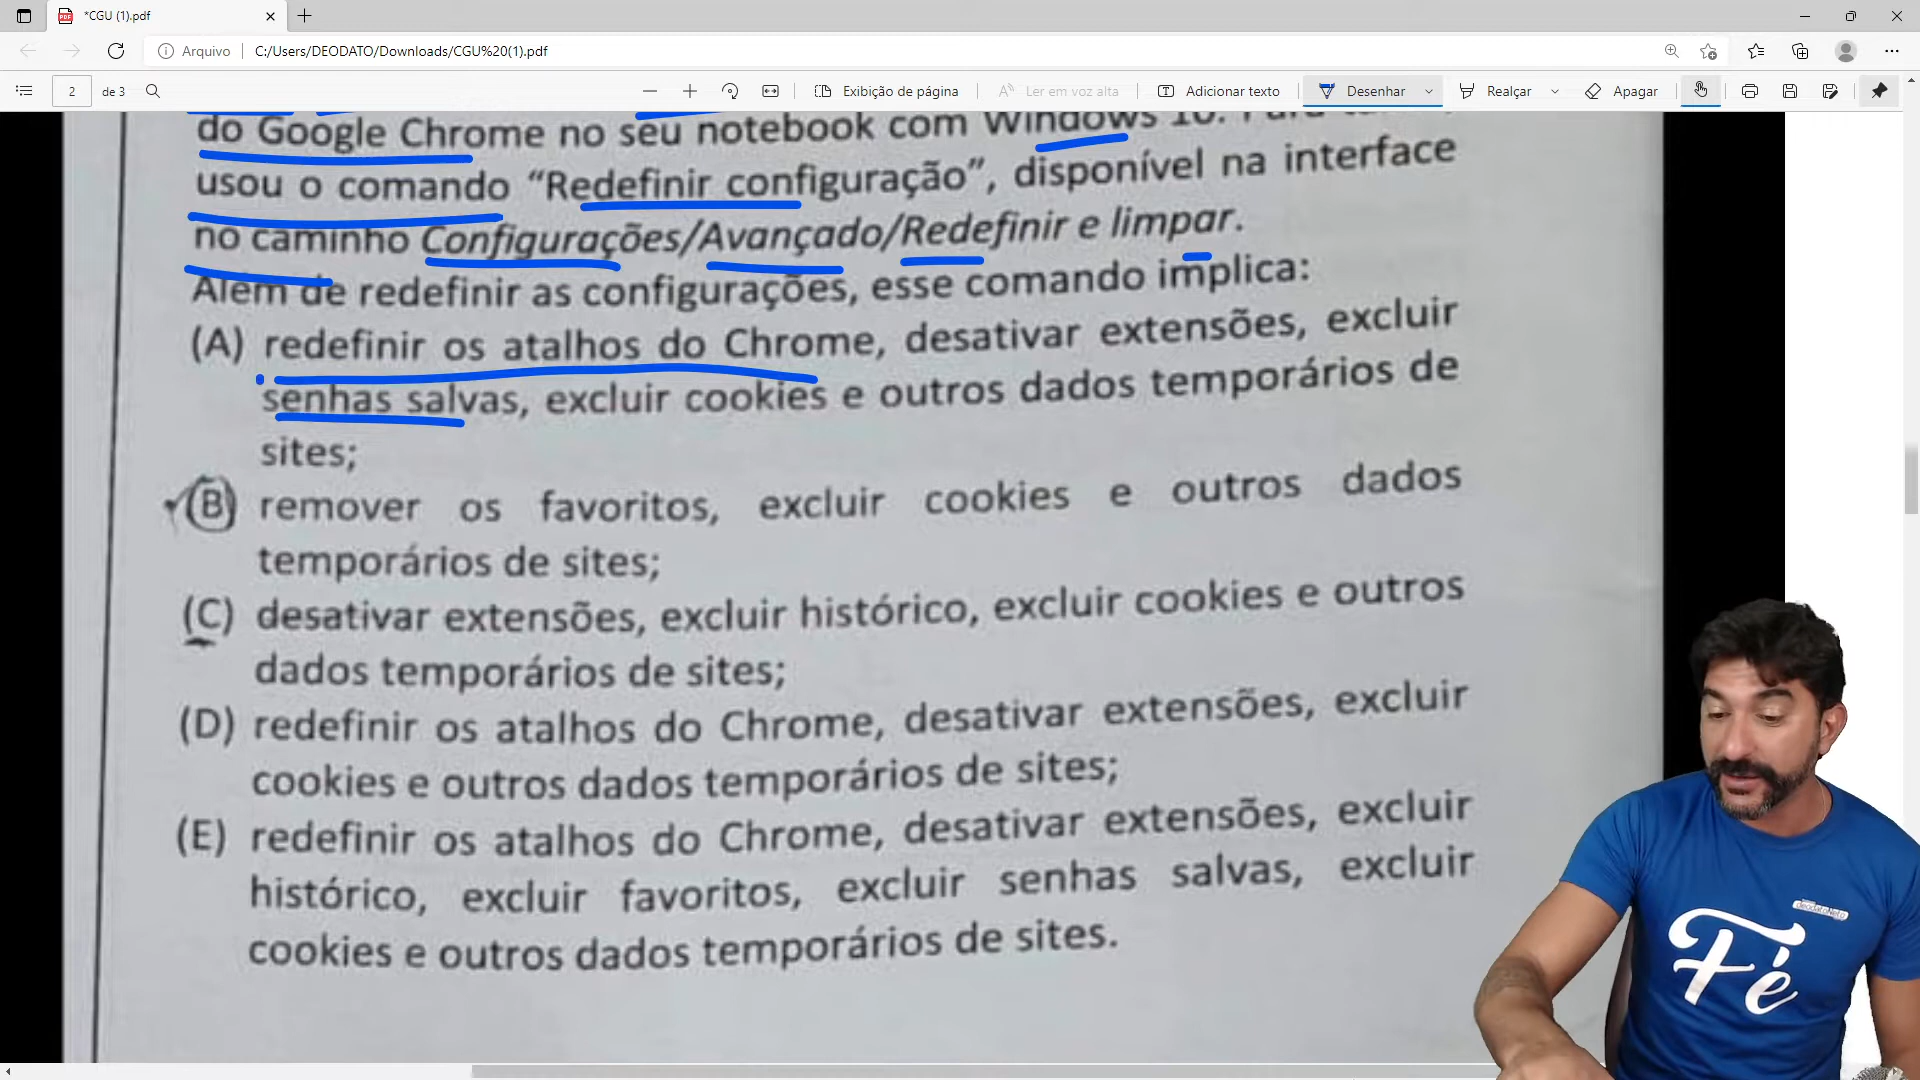 *CGU (1).pdf
Arquivo C:/Users/DEODATO/Downloads/CGU%20(1).pdf
2 de 3 Exibição de página Ler em voz alta Adicionar texto Desenhar Realçar Apagar
do Google Chrome no seu notebook com Windows 10.
usou o comando “Redefinir configuração”, disponível na interface
no caminho Configurações/Avançado/Redefinir e limpar.
Além de redefinir as configurações, esse comando implica:
(A) redefinir os atalhos do Chrome, desativar extensões, excluir
senhas salvas, excluir cookies e outros dados temporários de
sites;
(B) remover os favoritos, excluir cookies e outros dados
temporários de sites;
(C) desativar extensões, excluir histórico, excluir cookies e outros
dados temporários de sites;
(D) redefinir os atalhos do Chrome, desativar extensões, excluir
cookies e outros dados temporários de sites;
(E) redefinir os atalhos do Chrome, desativar extensões, excluir
histórico, excluir favoritos, excluir senhas salvas, excluir
cookies e outros dados temporários de sites.
Fé